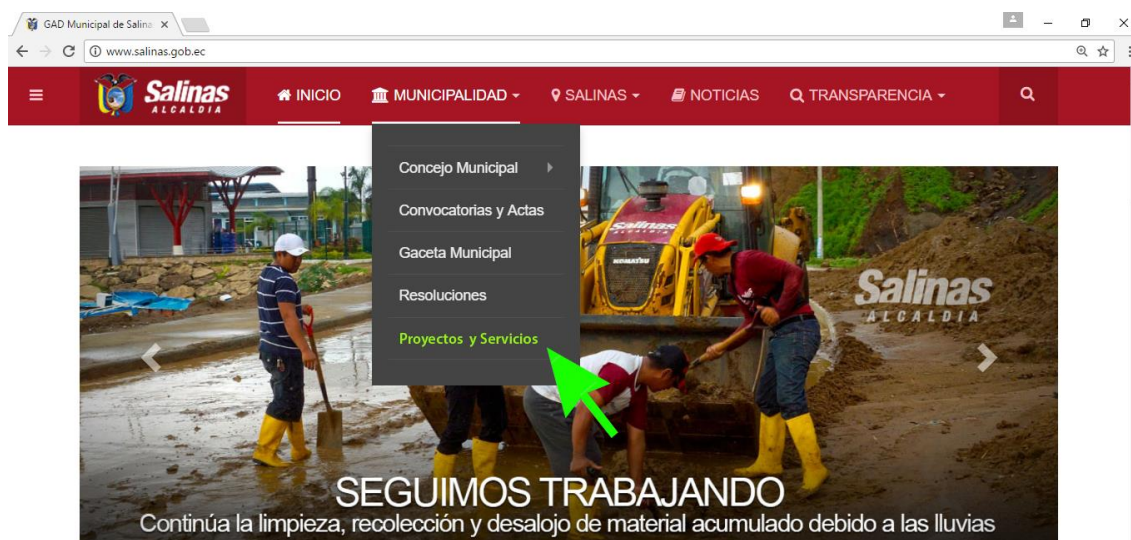 GAD Municipal de Salina
www.salinas.gob.ec
Salinas
ALCALDIA
INICIO
MUNICIPALIDAD
SALINAS
NOTICIAS
TRANSPARENCIA
Concejo Municipal
Convocatorias y Actas
Gaceta Municipal
Resoluciones
Proyectos y Servicios
Salinas
ALCALDIA
KOMATSU
Salinas
ALCALDIA
SEGUIMOS TRABAJANDO
Continúa la limpieza, recolección y desalojo de material acumulado debido a las lluvias